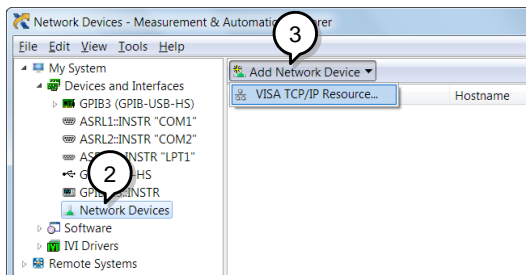 Network Devices - Measurement & Automation Explorer
3
File Edit View Tools Help
My System
Add Network Device
Devices and Interfaces
VISA TCP/IP Resource...
Hostname
GPIB3 (GPIB-USB-HS)
ASRL1::INSTR "COM1"
ASRL2::INSTR "COM2"
INSTR "LPT1"
2
-HS
INSTR
Network Devices
Software
IVI Drivers
Remote Systems